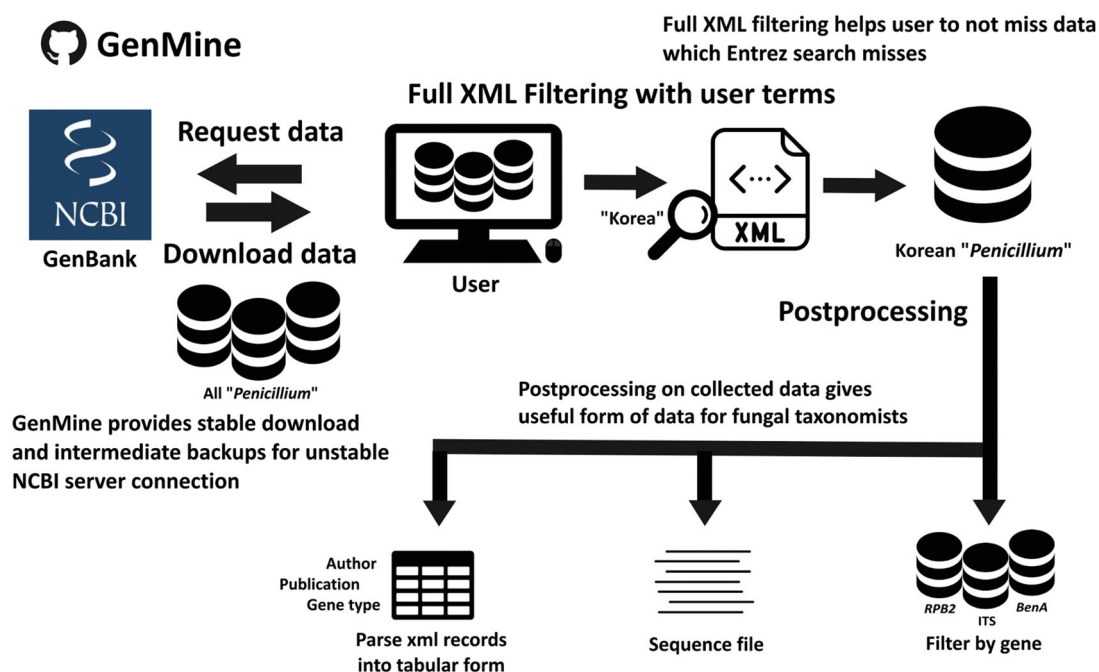 GenMine
Full XML filtering helps user to not miss data
which Entrez search misses
Full XML Filtering with user terms
Request data
NCBI
GenBank
Download data
All "Penicillium"
GenMine provides stable download
and intermediate backups for unstable
NCBI server connection
User
"Korea"
<···>
XML
Korean "Penicillium"
Postprocessing
Postprocessing on collected data gives
useful form of data for fungal taxonomists
Author
Publication
Gene type
Parse xml records
into tabular form
Sequence file
RPB2
ITS
BenA
Filter by gene